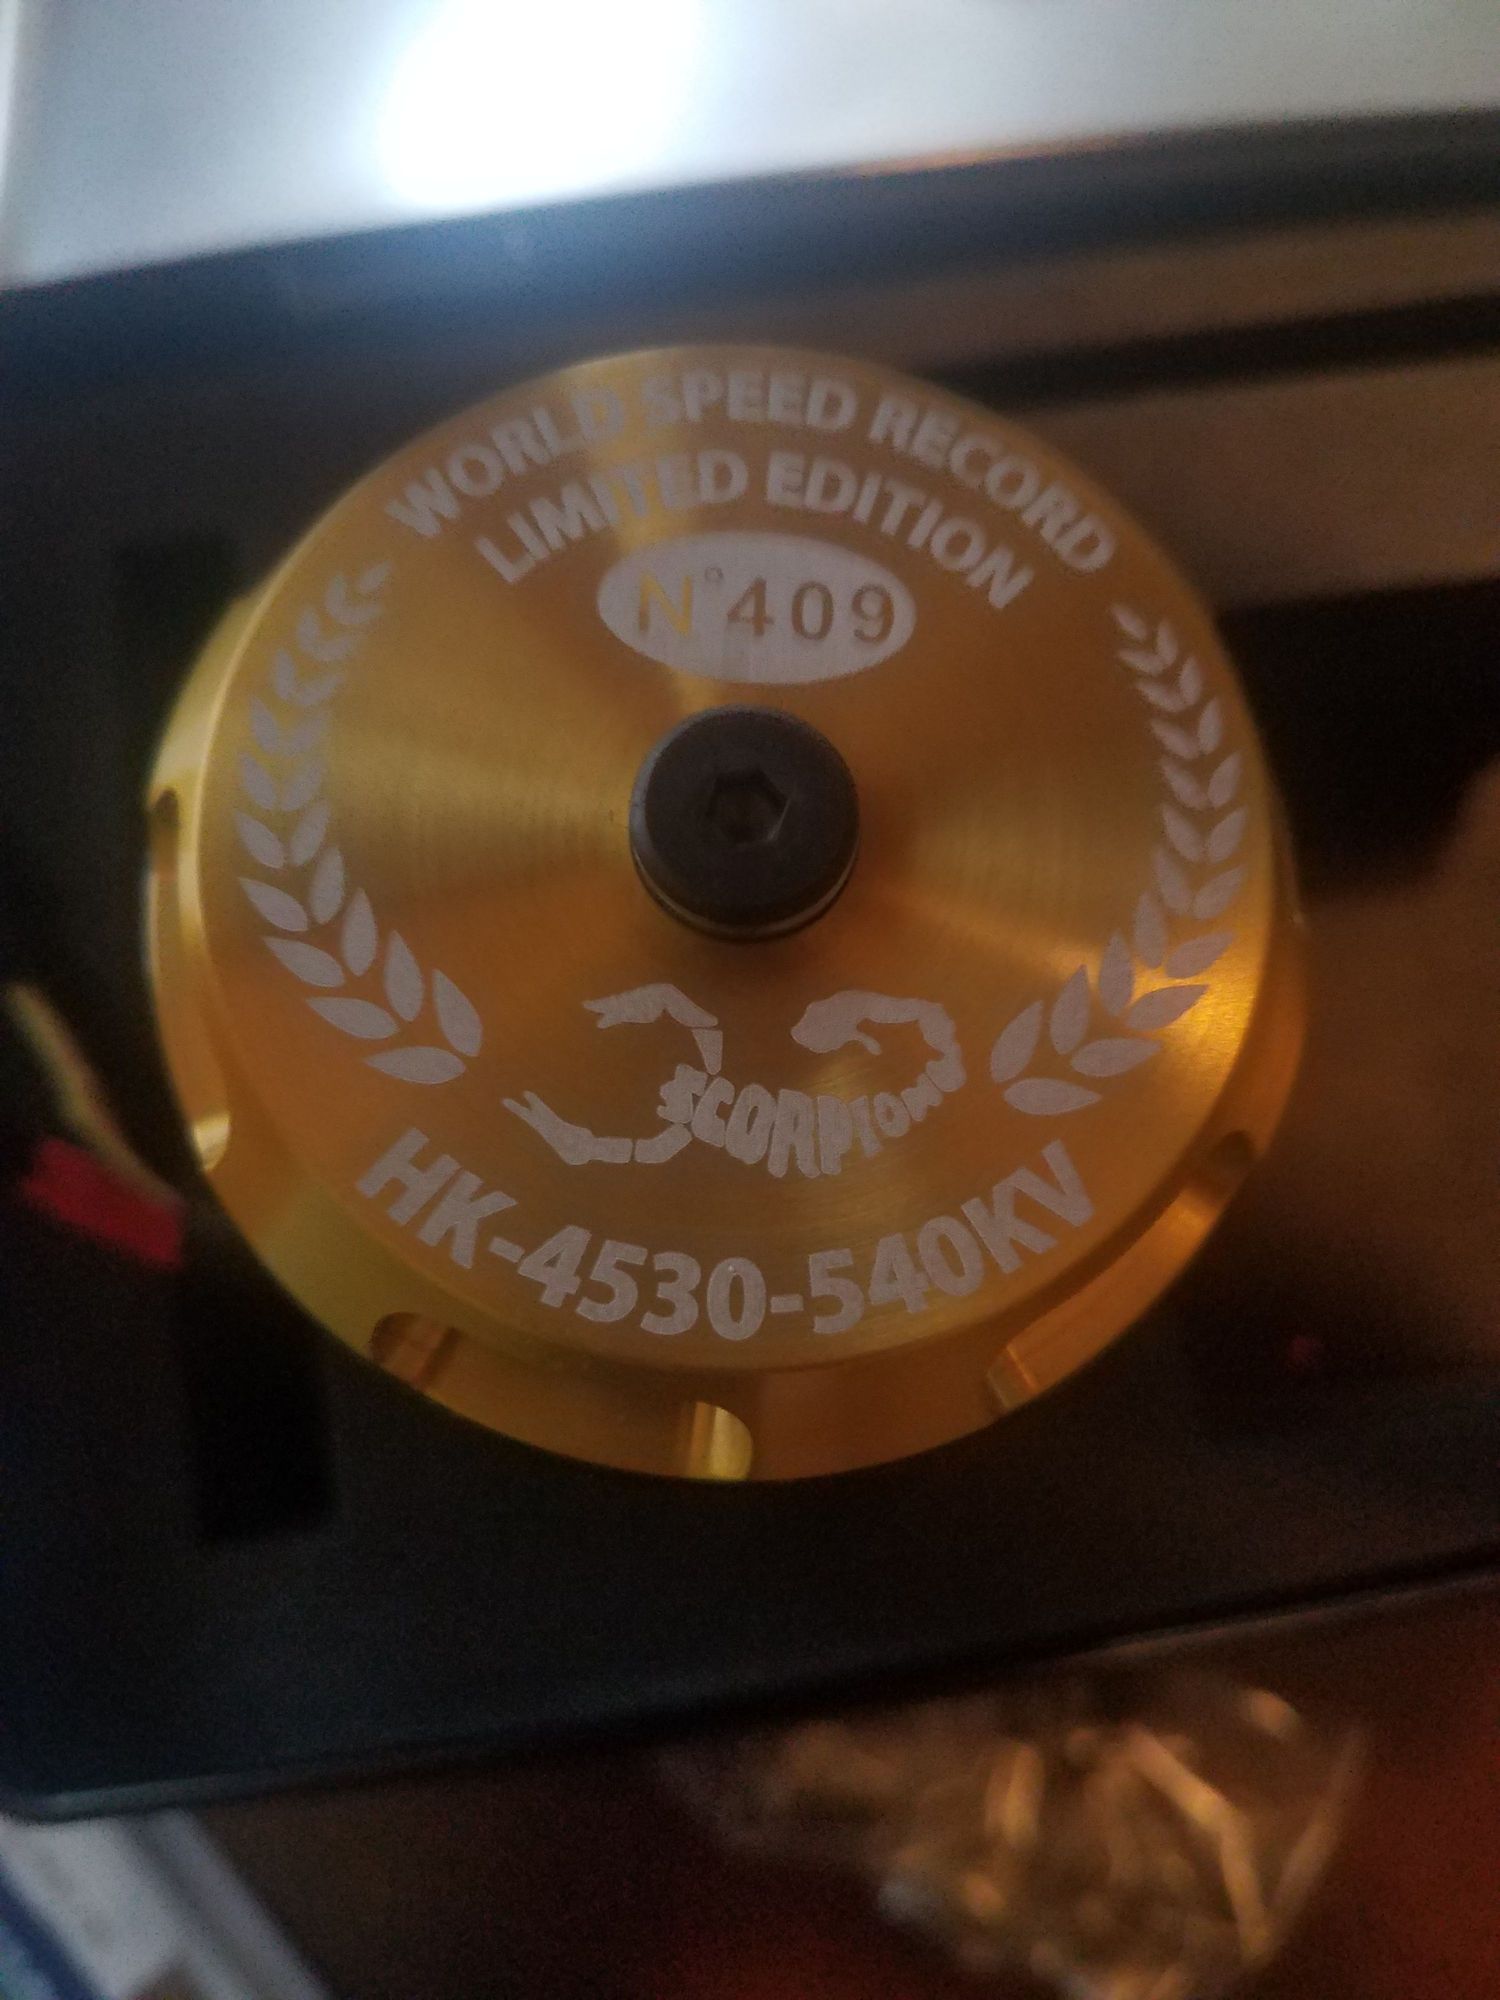 WORLD SPEED RECORD
LIMITED EDITION
N°409
SCORPION
HK-4530-540KV